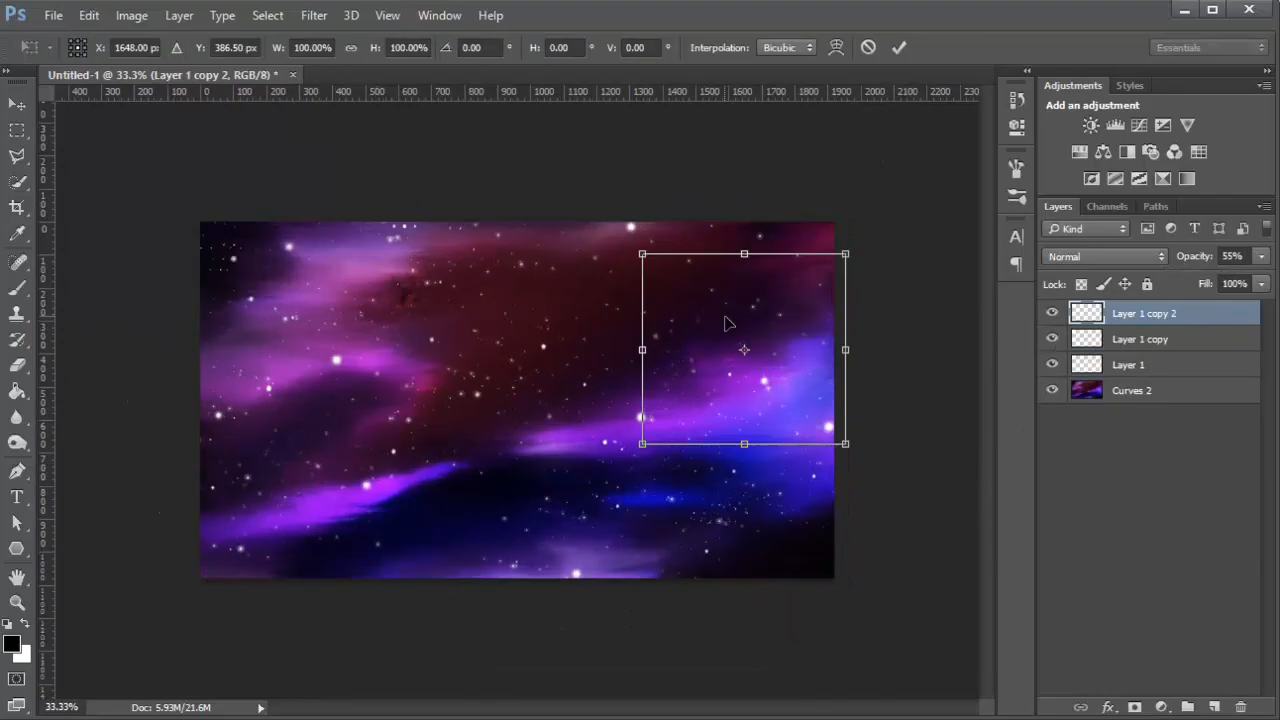 Ps File Edit Image Layer Type Select Filter 3D View Window Help
X: 1648.00 px Y: 386.50 px W: 100.00% H: 100.00% 0.00 ° H: 0.00 ° V: 0.00 ° Interpolation: Bicubic Essentials
Untitled-1 @ 33.3% (Layer 1 copy 2, RGB/8) * ×
400 300 200 100 0 100 200 300 400 500 600 700 800 900 1000 1100 1200 1300 1400 1500 1600 1700 1800 1900 2000 2100 2200
Adjustments Styles
Add an adjustment
Layers Channels Paths
Kind
Normal Opacity: 55%
Lock: Fill: 100%
Layer 1 copy 2
Layer 1 copy
Layer 1
Curves 2
33.33% Doc: 5.93M/21.6M